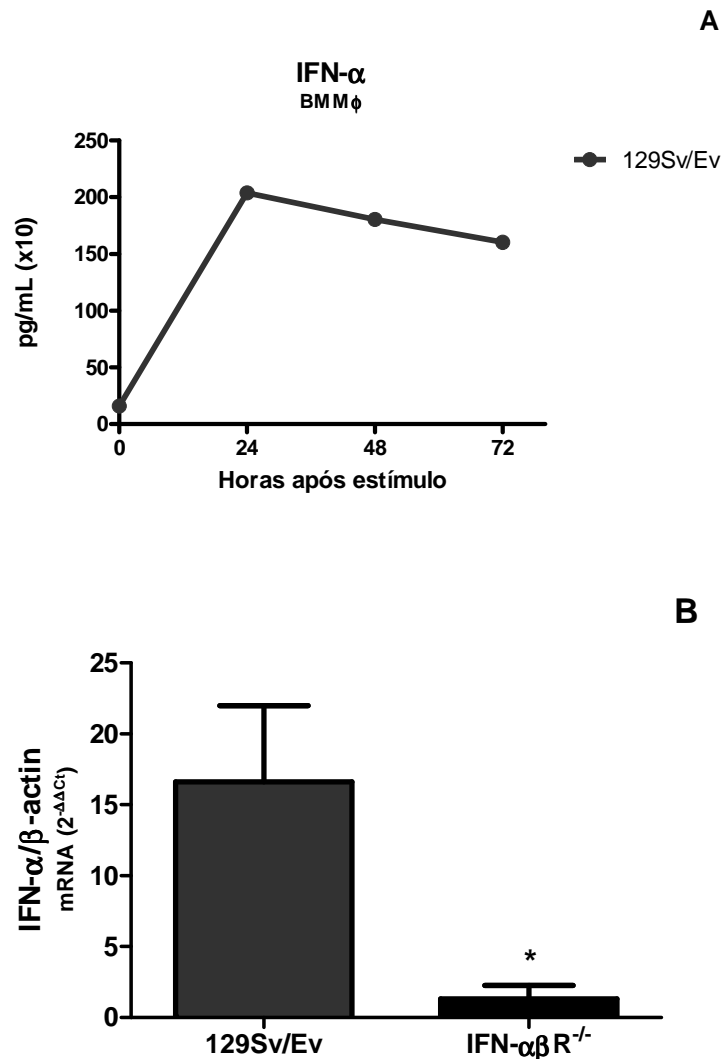 A
IFN-α
BMMϕ
250
200
150
100
50
0
pg/mL (x10)
129Sv/Ev
0 24 48 72
Horas após estímulo
B
25
20
15
10
5
0
IFN-α/β-actin
mRNA (2^-ΔΔCt)
*
129Sv/Ev IFN-αβR^-/-